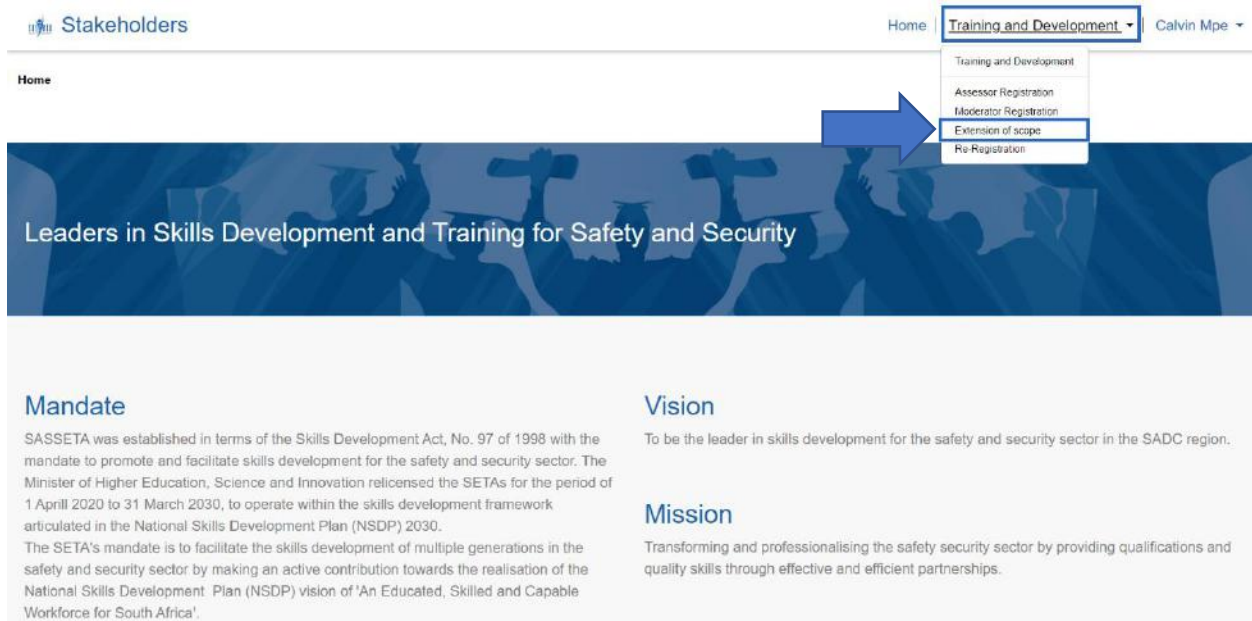 Stakeholders
Home
Training and Development
Calvin Mpe
Training and Development
Assessor Registration
Moderator Registration
Extension of scope
Re-Registration
Home
Leaders in Skills Development and Training for Safety and Security
Mandate
SASSETA was established in terms of the Skills Development Act, No. 97 of 1998 with the
mandate to promote and facilitate skills development for the safety and security sector. The
Minister of Higher Education, Science and Innovation relicensed the SETAs for the period of
1 Aprill 2020 to 31 March 2030, to operate within the skills development framework
articulated in the National Skills Development Plan (NSDP) 2030.
The SETA's mandate is to facilitate the skills development of multiple generations in the
safety and security sector by making an active contribution towards the realisation of the
National Skills Development Plan (NSDP) vision of 'An Educated, Skilled and Capable
Workforce for South Africa'.
Vision
To be the leader in skills development for the safety and security sector in the SADC region.
Mission
Transforming and professionalising the safety security sector by providing qualifications and
quality skills through effective and efficient partnerships.